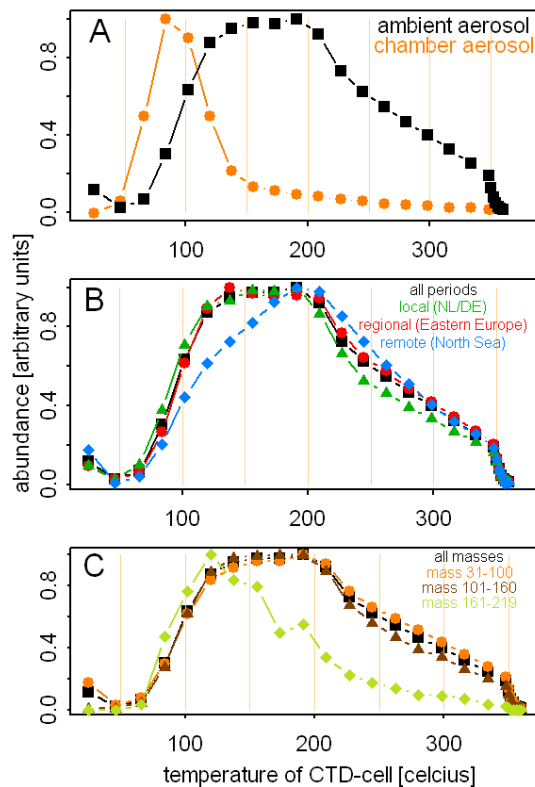 A
ambient aerosol
chamber aerosol
0.0
0.4
0.8
100
200
300
B
all periods
local (NL/DE)
regional (Eastern Europe)
remote (North Sea)
abundance [arbitrary units]
0.0
0.4
0.8
100
200
300
C
all masses
mass 31-100
mass 101-160
mass 161-219
0.0
0.4
0.8
100
200
300
temperature of CTD-cell [celcius]